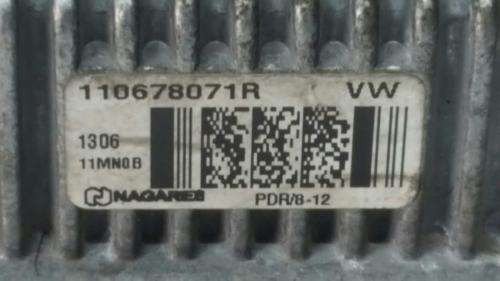 110678071R VW
1306
11MN0B
NAGARES
PDR/8-12